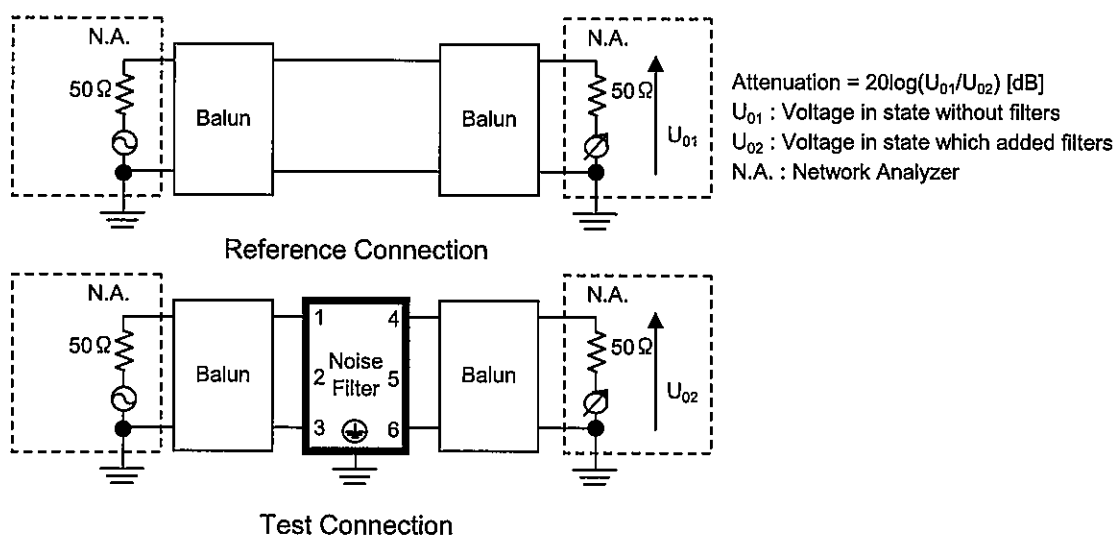 N.A.
50Ω
Balun
Balun
N.A.
50Ω
U01
Attenuation = 20log(U01/U02) [dB]
U01 : Voltage in state without filters
U02 : Voltage in state which added filters
N.A. : Network Analyzer
Reference Connection
N.A.
50Ω
Balun
1 4
Noise
2 5
Filter
3 6
Balun
N.A.
50Ω
U02
Test Connection